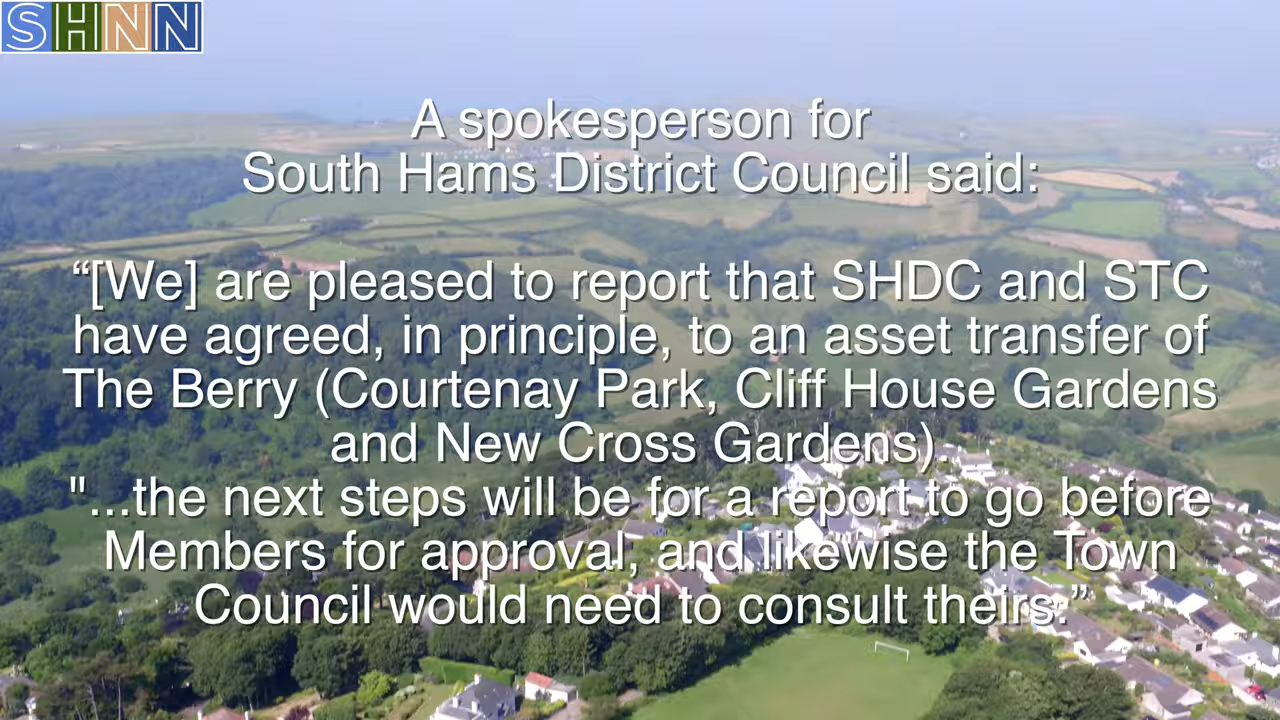 SHNN
A spokesperson for
South Hams District Council said:
“[We] are pleased to report that SHDC and STC
have agreed, in principle, to an asset transfer of
The Berry (Courtenay Park, Cliff House Gardens
and New Cross Gardens)
"...the next steps will be for a report to go before
Members for approval, and likewise the Town
Council would need to consult theirs.”